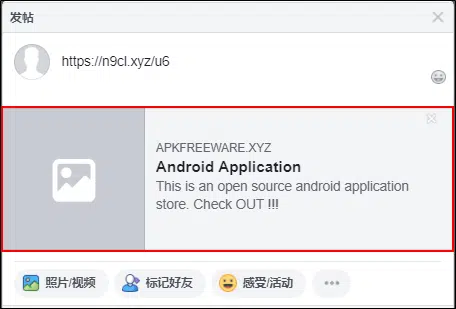 发帖
https://n9cl.xyz/u6
APKFREEWARE.XYZ
Android Application
This is an open source android application
store. Check OUT !!!
照片/视频
标记好友
感受/活动